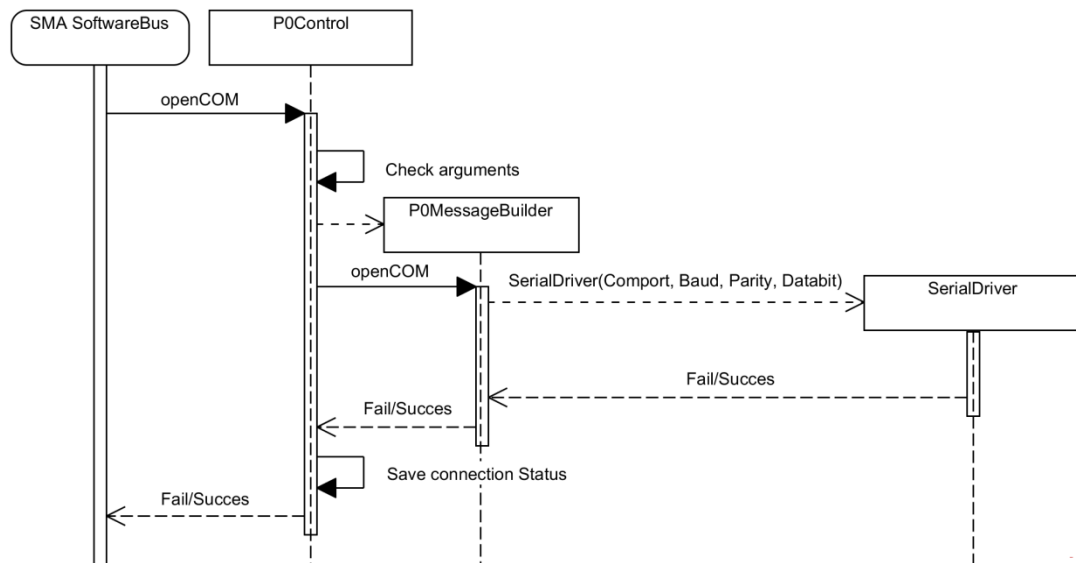 SMA SoftwareBus
P0Control
openCOM
Check arguments
P0MessageBuilder
openCOM
SerialDriver(Comport, Baud, Parity, Databit)
SerialDriver
Fail/Succes
Fail/Succes
Save connection Status
Fail/Succes